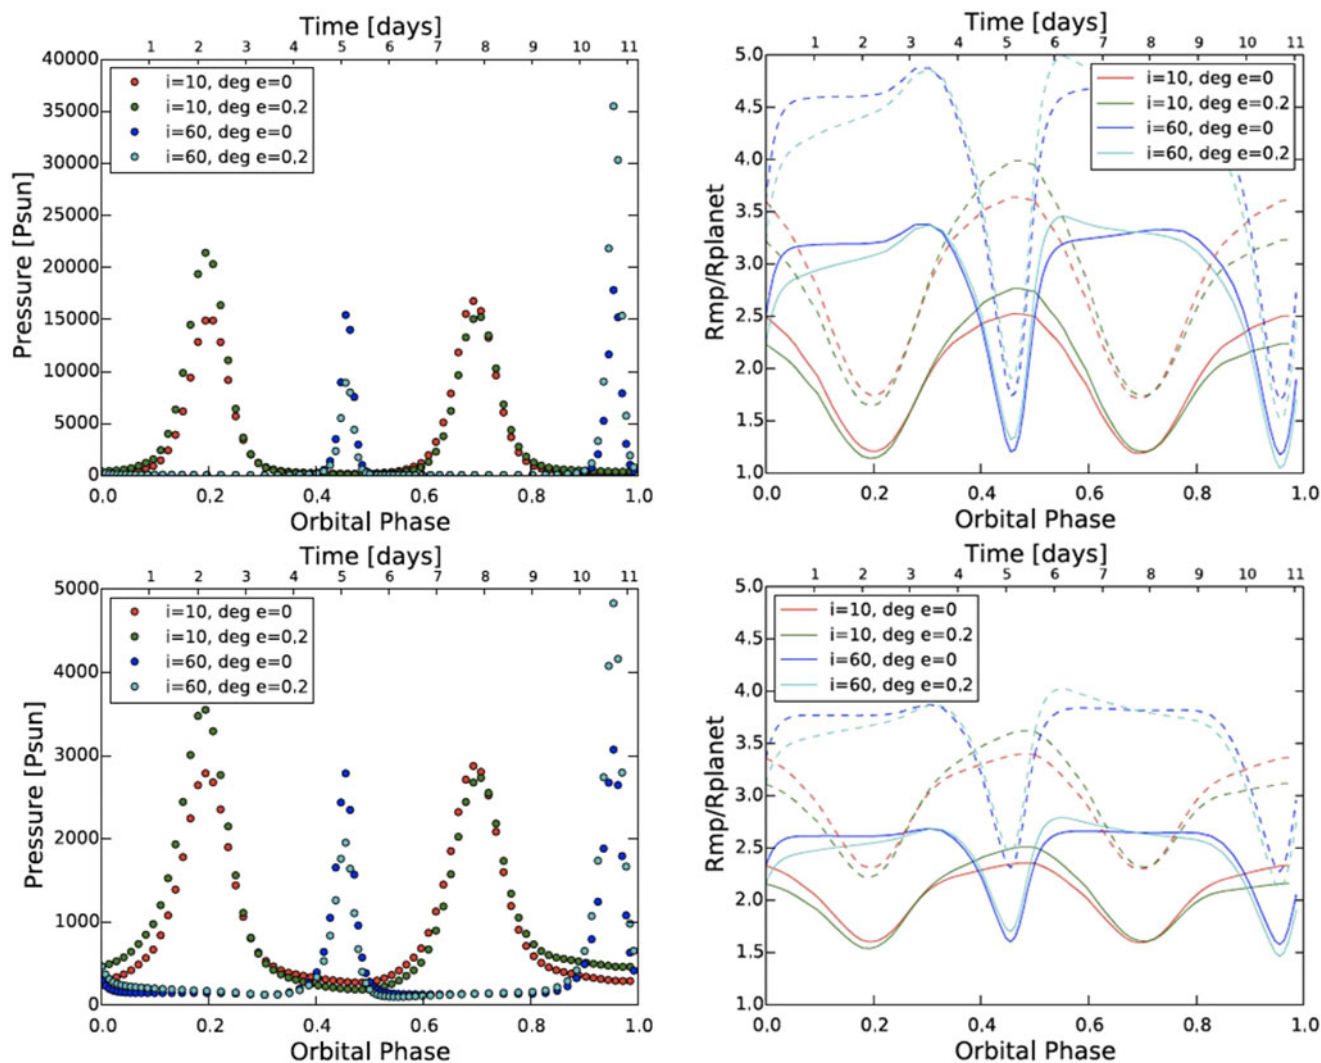 Time [days]
1 2 3 4 5 6 7 8 9 10 11
40000
35000
30000
25000
20000
15000
10000
5000
0
Pressure [Psun]
i=10, deg e=0
i=10, deg e=0.2
i=60, deg e=0
i=60, deg e=0.2
0.0 0.2 0.4 0.6 0.8 1.0
Orbital Phase
Time [days]
1 2 3 4 5 6 7 8 9 10 11
5.0
4.5
4.0
3.5
3.0
2.5
2.0
1.5
1.0
Rmp/Rplanet
i=10, deg e=0
i=10, deg e=0.2
i=60, deg e=0
i=60, deg e=0.2
0.0 0.2 0.4 0.6 0.8 1.0
Orbital Phase
Time [days]
1 2 3 4 5 6 7 8 9 10 11
5000
4000
3000
2000
1000
0
Pressure [Psun]
i=10, deg e=0
i=10, deg e=0.2
i=60, deg e=0
i=60, deg e=0.2
0.0 0.2 0.4 0.6 0.8 1.0
Orbital Phase
Time [days]
1 2 3 4 5 6 7 8 9 10 11
5.0
4.5
4.0
3.5
3.0
2.5
2.0
1.5
1.0
Rmp/Rplanet
i=10, deg e=0
i=10, deg e=0.2
i=60, deg e=0
i=60, deg e=0.2
0.0 0.2 0.4 0.6 0.8 1.0
Orbital Phase